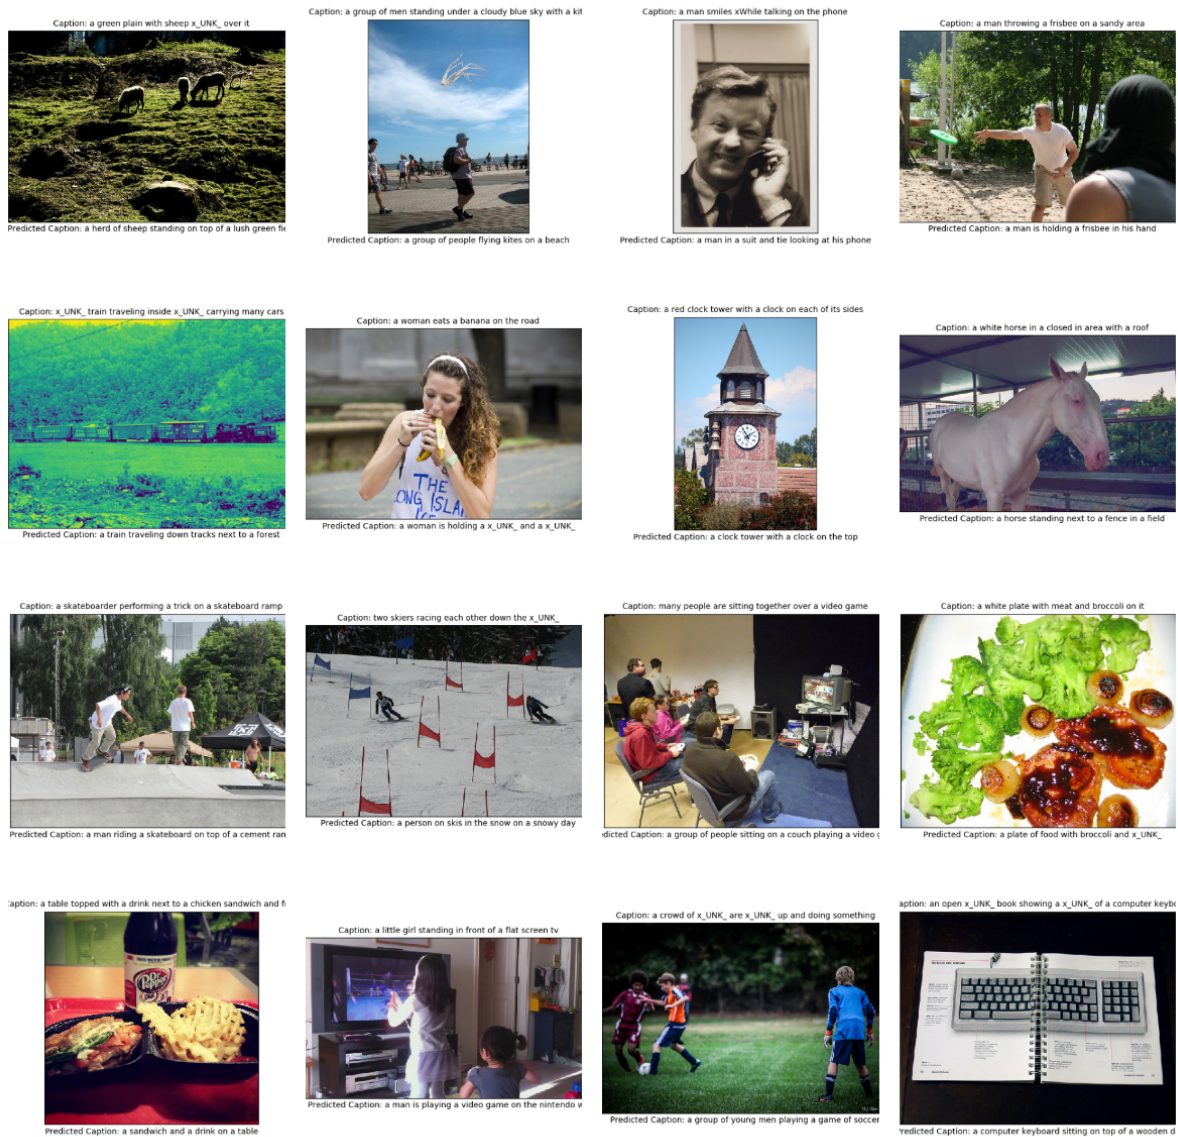 Caption: a green plain with sheep x_UNK_ over it
Caption: a group of men standing under a cloudy blue sky with a kit
Caption: a man smiles xWhile talking on the phone
Caption: a man throwing a frisbee on a sandy area
Predicted Caption: a herd of sheep standing on top of a lush green fie
Predicted Caption: a group of people flying kites on a beach
Predicted Caption: a man in a suit and tie looking at his phone
Predicted Caption: a man is holding a frisbee in his hand
Caption: x_UNK_ train traveling inside x_UNK_ carrying many cars
Caption: a woman eats a banana on the road
Caption: a red clock tower with a clock on each of its sides
Caption: a white horse in a closed in area with a roof
THE
LONG ISLA
Predicted Caption: a train traveling down tracks next to a forest
Predicted Caption: a woman is holding a x_UNK_ and a x_UNK_
Predicted Caption: a clock tower with a clock on the top
Predicted Caption: a horse standing next to a fence in a field
Caption: a skateboarder performing a trick on a skateboard ramp
Caption: two skiers racing each other down the x_UNK_
Caption: many people are sitting together over a video game
Caption: a white plate with meat and broccoli on it
Predicted Caption: a man riding a skateboard on top of a cement ran
Predicted Caption: a person on skis in the snow on a snowy day
edicted Caption: a group of people sitting on a couch playing a video g
Predicted Caption: a plate of food with broccoli and x_UNK_
Caption: a table topped with a drink next to a chicken sandwich and f
Caption: a little girl standing in front of a flat screen tv
Caption: a crowd of x_UNK_ are x_UNK_ up and doing something
aption: an open x_UNK_ book showing a x_UNK_ of a computer keybo
Dr
Pepper
Predicted Caption: a sandwich and a drink on a table
Predicted Caption: a man is playing a video game on the nintendo w
Predicted Caption: a group of young men playing a game of soccer
Predicted Caption: a computer keyboard sitting on top of a wooden d